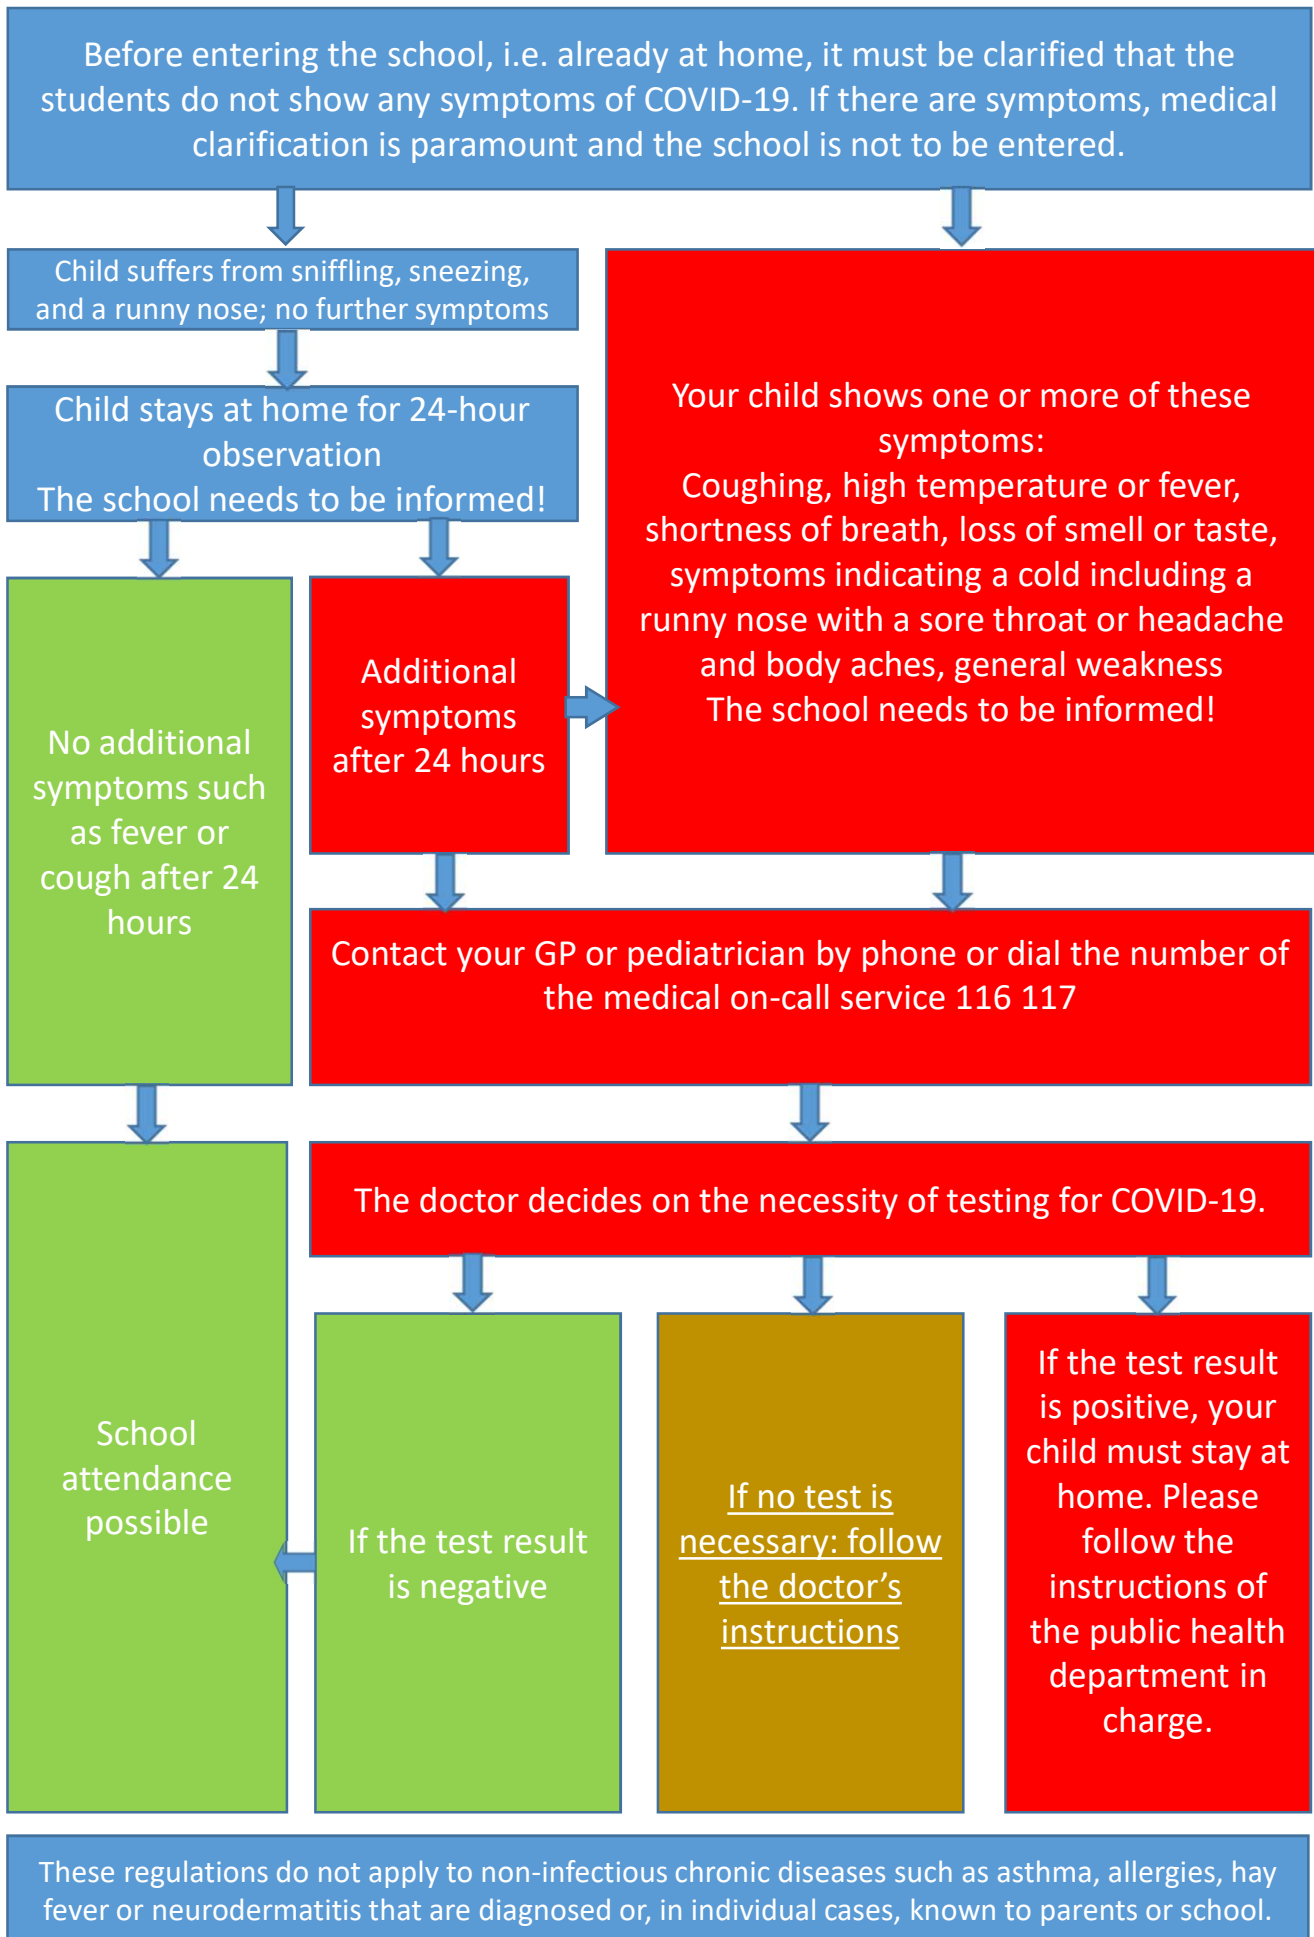 Before entering the school, i.e. already at home, it must be clarified that the
students do not show any symptoms of COVID-19. If there are symptoms, medical
clarification is paramount and the school is not to be entered.
Child suffers from sniffling, sneezing,
and a runny nose; no further symptoms
Child stays at home for 24-hour
observation
The school needs to be informed!
Your child shows one or more of these
symptoms:
Coughing, high temperature or fever,
shortness of breath, loss of smell or taste,
symptoms indicating a cold including a
runny nose with a sore throat or headache
and body aches, general weakness
The school needs to be informed!
No additional
symptoms such
as fever or
cough after 24
hours
Additional
symptoms
after 24 hours
Contact your GP or pediatrician by phone or dial the number of
the medical on-call service 116 117
The doctor decides on the necessity of testing for COVID-19.
School
attendance
possible
If the test result
is negative
If no test is
necessary: follow
the doctor’s
instructions
If the test result
is positive, your
child must stay at
home. Please
follow the
instructions of
the public health
department in
charge.
These regulations do not apply to non-infectious chronic diseases such as asthma, allergies, hay
fever or neurodermatitis that are diagnosed or, in individual cases, known to parents or school.